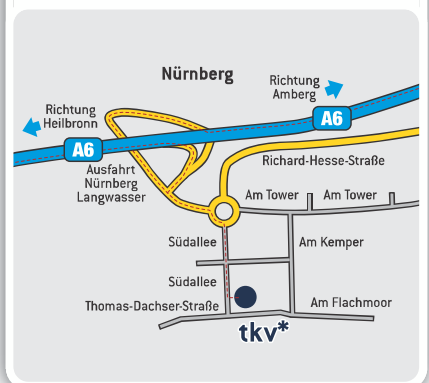 Nürnberg
Richtung
Amberg
Richtung
Heilbronn
A6
A6
Ausfahrt
Nürnberg
Langwasser
Richard-Hesse-Straße
Am Tower
Am Tower
Südallee
Am Kemper
Südallee
Thomas-Dachser-Straße
Am Flachmoor
tkv*